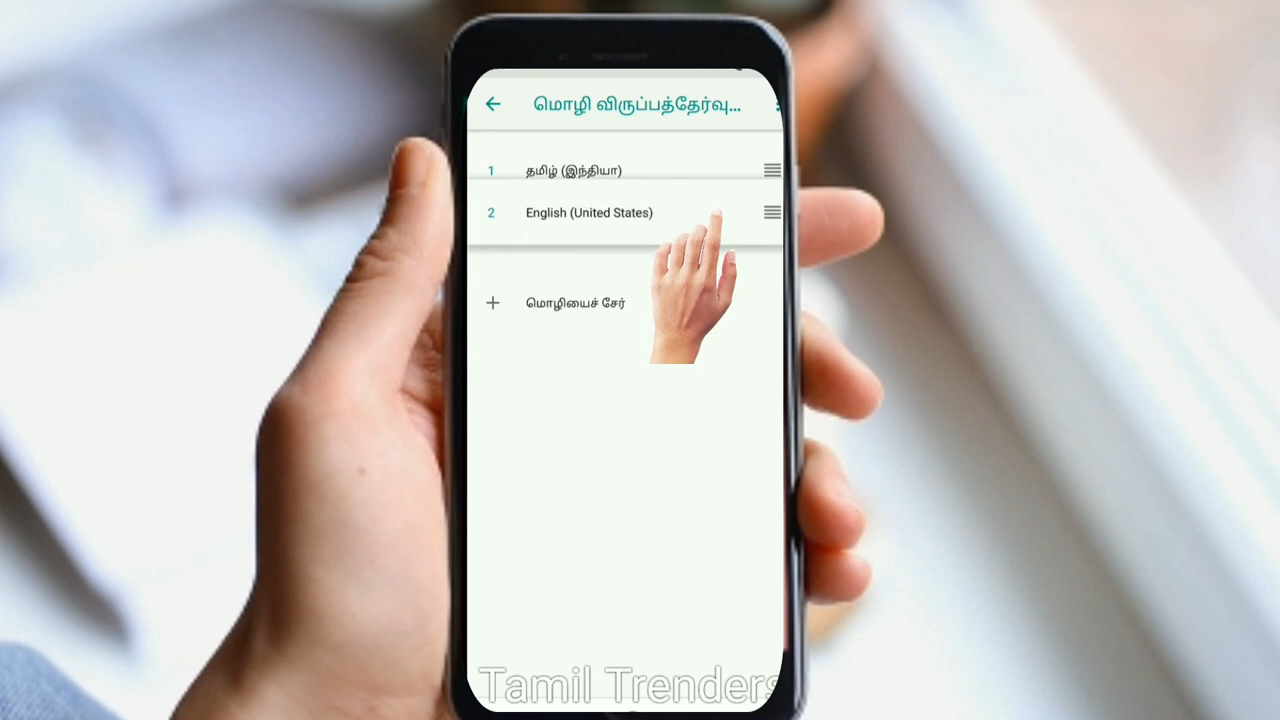 மொழி விருப்பத்தேர்வு...
1 தமிழ் (இந்தியா)
2 English (United States)
+ மொழியைச் சேர்
Tamil Trenders